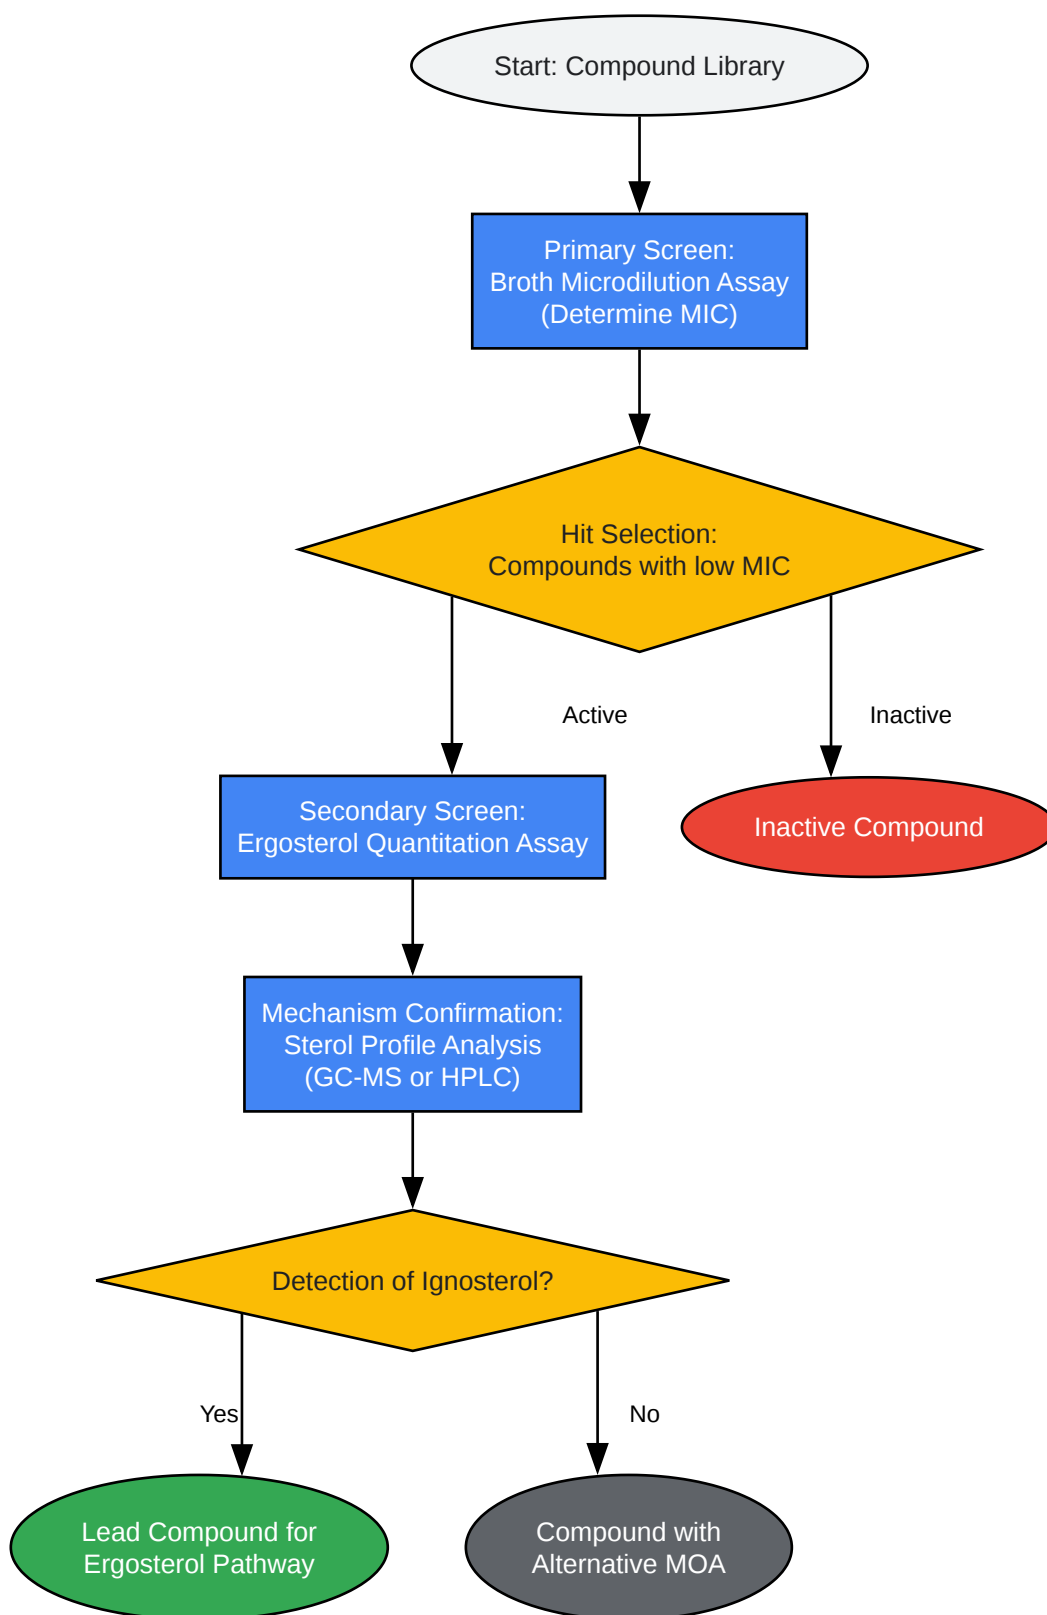 Start: Compound Library
Primary Screen:
Broth Microdilution Assay
(Determine MIC)
Hit Selection:
Compounds with low MIC
Active
Inactive
Secondary Screen:
Ergosterol Quantitation Assay
Inactive Compound
Mechanism Confirmation:
Sterol Profile Analysis
(GC-MS or HPLC)
Detection of Ignosterol?
Yes
No
Lead Compound for
Ergosterol Pathway
Compound with
Alternative MOA